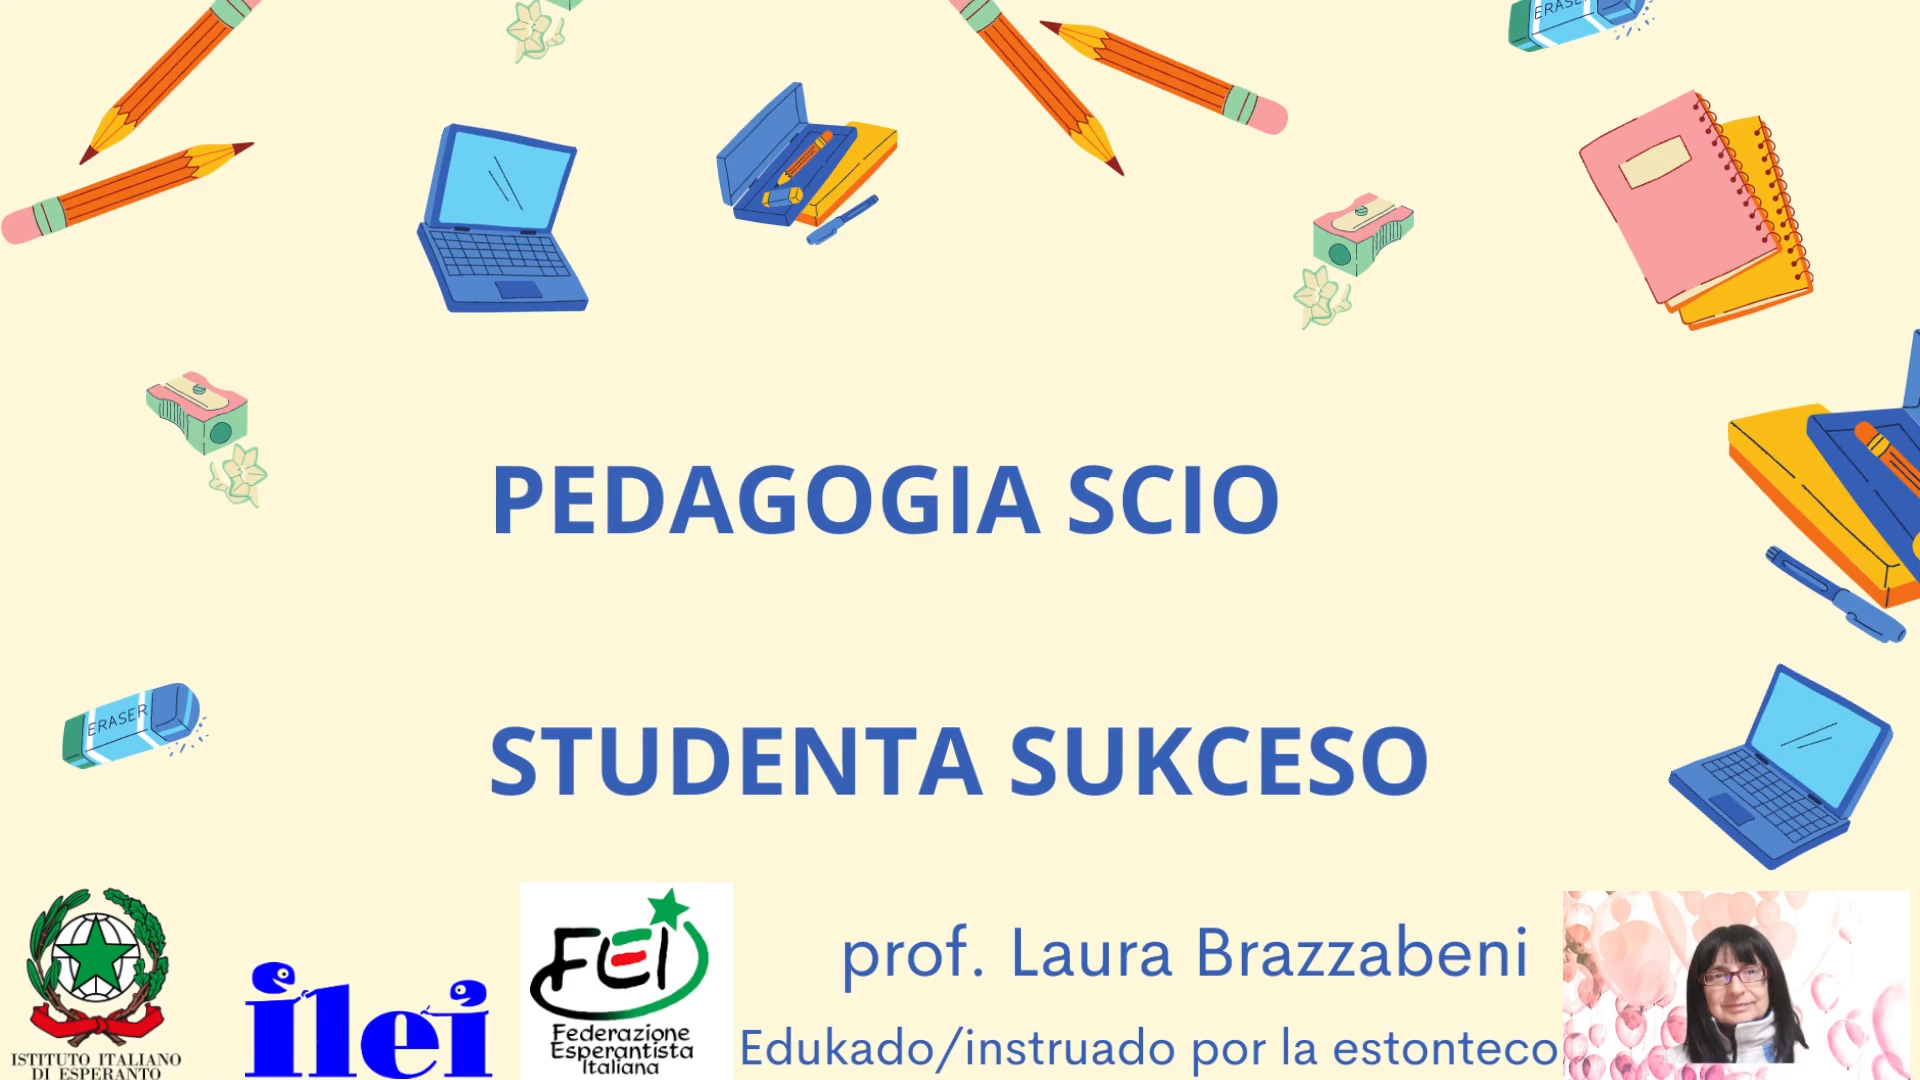 ERASER
PEDAGOGIA SCIO
ERASER
STUDENTA SUKCESO
FEI
prof. Laura Brazzabeni
ilei
Federazione
Esperantista
Italiana
Edukado/instruado por la estonteco
ISTITUTO ITALIANO
DI ESPERANTO